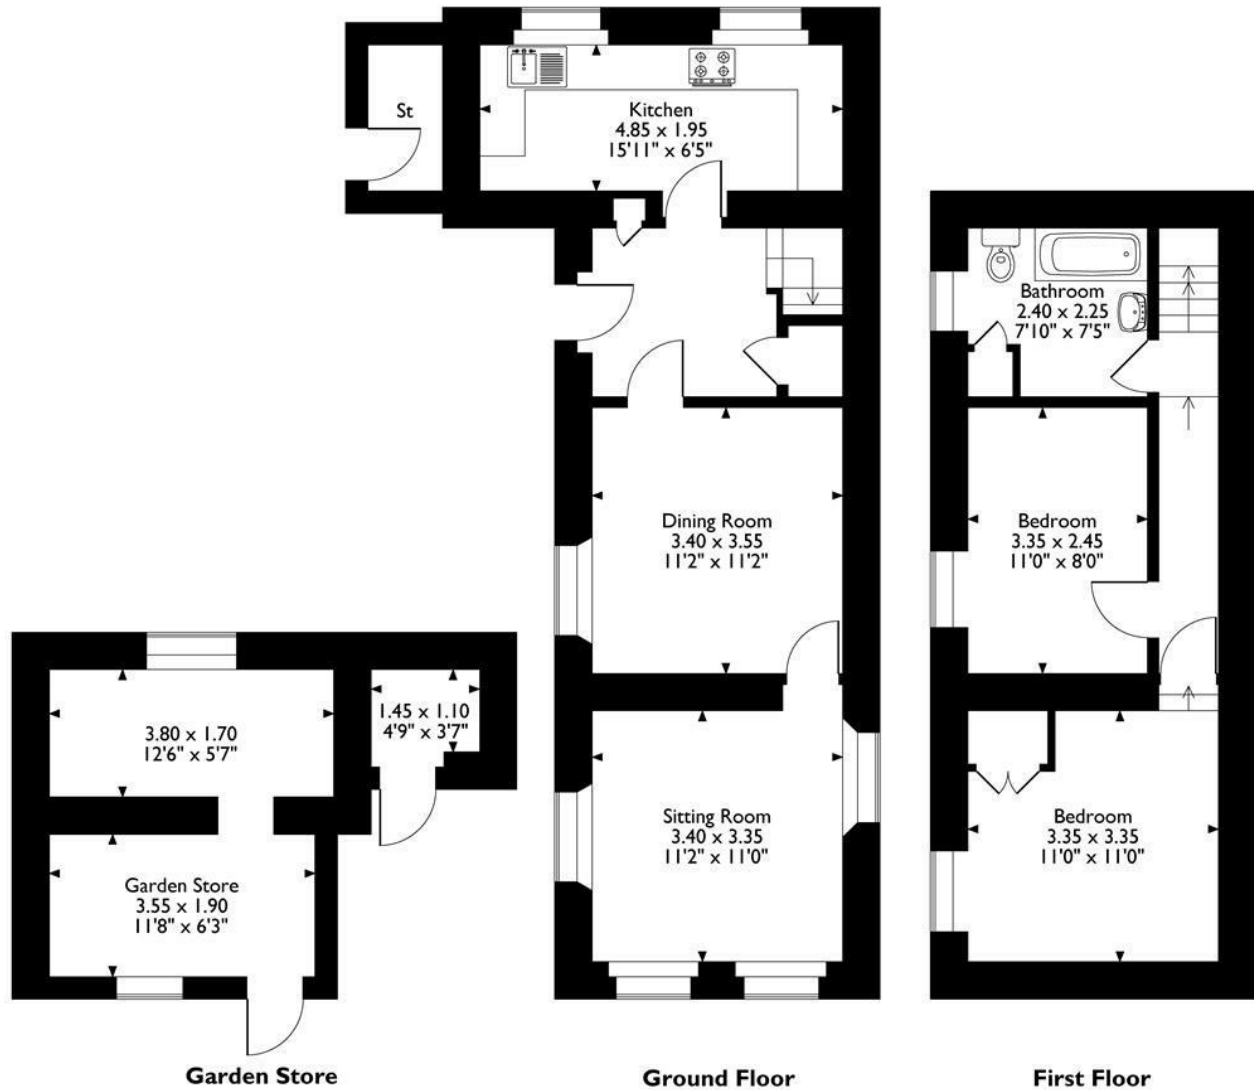 St
Kitchen
4.85 x 1.95
15'11" x 6'5"
Bathroom
2.40 x 2.25
7'10" x 7'5"
Dining Room
3.40 x 3.55
11'2" x 11'2"
Bedroom
3.35 x 2.45
11'0" x 8'0"
3.80 x 1.70
12'6" x 5'7"
1.45 x 1.10
4'9" x 3'7"
Sitting Room
3.40 x 3.35
11'2" x 11'0"
Bedroom
3.35 x 3.35
11'0" x 11'0"
Garden Store
3.55 x 1.90
11'8" x 6'3"
Garden Store
Ground Floor
First Floor